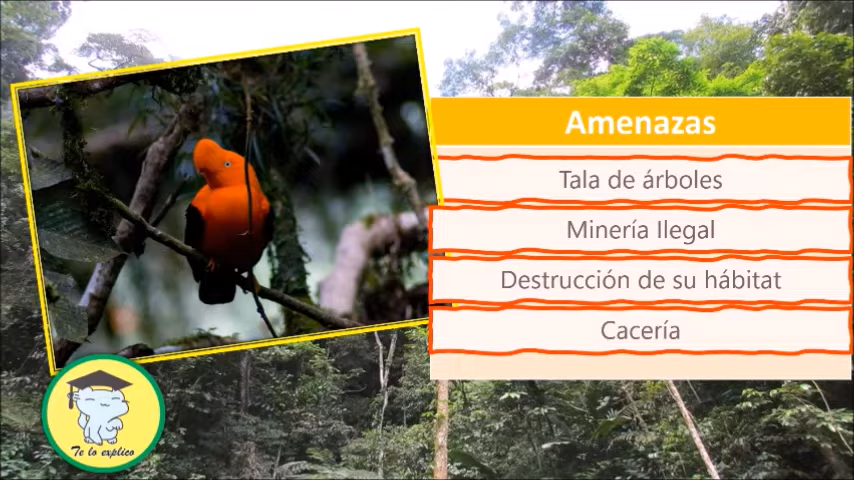 Amenazas
Tala de árboles
Minería Ilegal
Destrucción de su hábitat
Cacería
Te lo explico